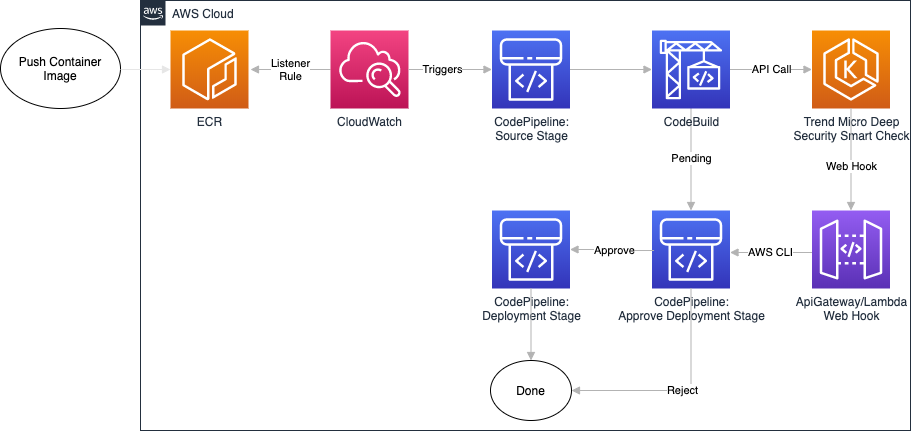 aws
AWS Cloud
Push Container
Image
ECR
Listener
Rule
CloudWatch
Triggers
CodePipeline:
Source Stage
CodeBuild
API Call
Trend Micro Deep
Security Smart Check
Pending
Web Hook
CodePipeline:
Deployment Stage
Approve
CodePipeline:
Approve Deployment Stage
AWS CLI
ApiGateway/Lambda
Web Hook
Done
Reject